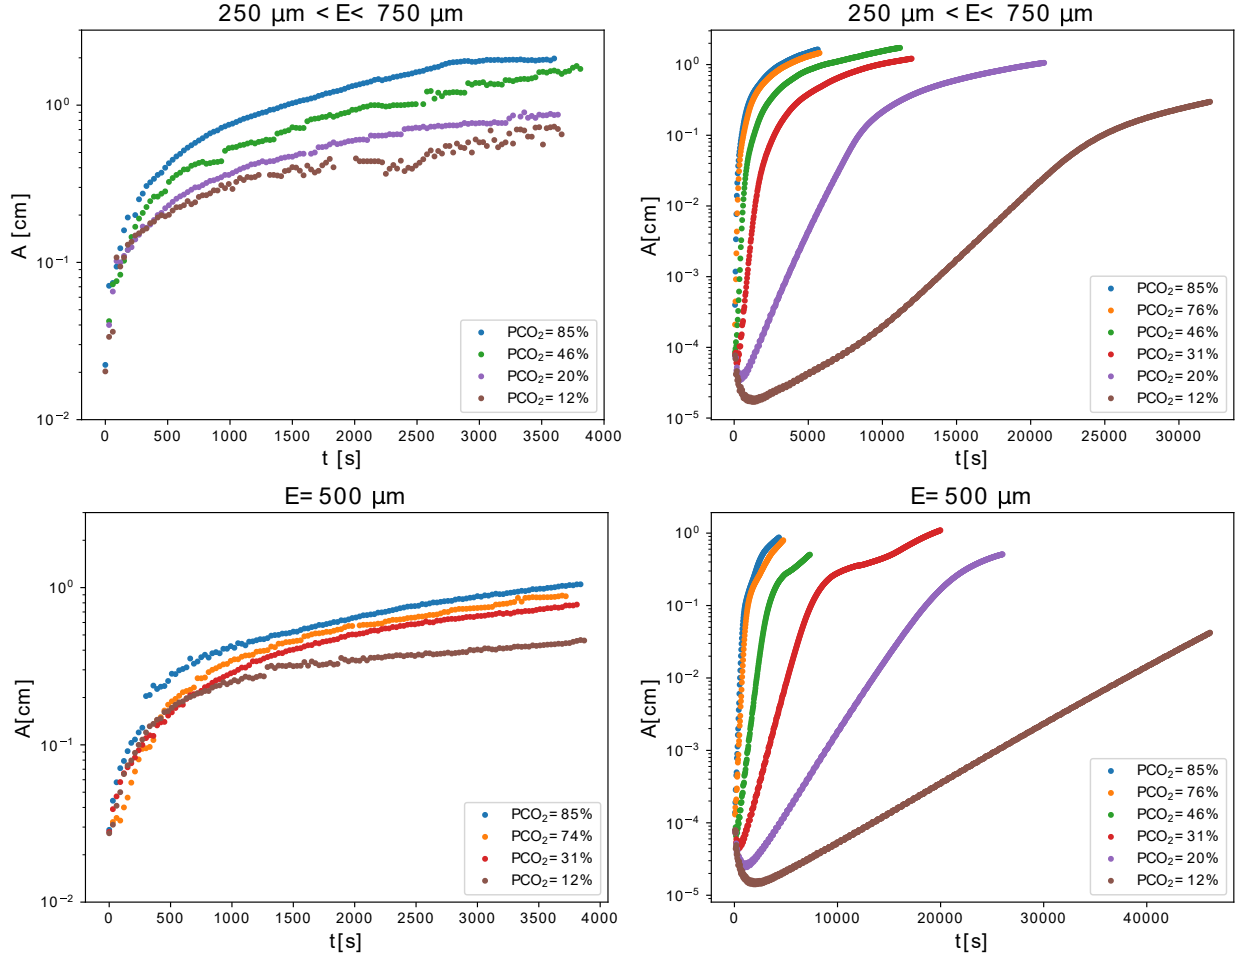 250 µm < E< 750 µm
A [cm]
10⁰
10⁻¹
10⁻²
PCO₂= 85%
PCO₂= 46%
PCO₂= 20%
PCO₂= 12%
0 500 1000 1500 2000 2500 3000 3500 4000
t [s]
250 µm < E< 750 µm
A[cm]
10⁰
10⁻¹
10⁻²
10⁻³
10⁻⁴
10⁻⁵
PCO₂= 85%
PCO₂= 76%
PCO₂= 46%
PCO₂= 31%
PCO₂= 20%
PCO₂= 12%
0 5000 10000 15000 20000 25000 30000
t[s]
E= 500 µm
A[cm]
10⁰
10⁻¹
10⁻²
PCO₂= 85%
PCO₂= 74%
PCO₂= 31%
PCO₂= 12%
0 500 1000 1500 2000 2500 3000 3500 4000
t[s]
E= 500 µm
A[cm]
10⁰
10⁻¹
10⁻²
10⁻³
10⁻⁴
10⁻⁵
PCO₂= 85%
PCO₂= 76%
PCO₂= 46%
PCO₂= 31%
PCO₂= 20%
PCO₂= 12%
0 10000 20000 30000 40000
t[s]